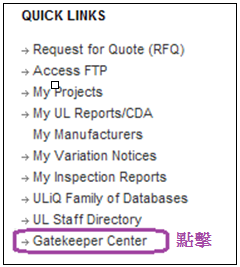 QUICK LINKS
→ Request for Quote (RFQ)
→ Access FTP
→ My Projects
→ My UL Reports/CDA
My Manufacturers
→ My Variation Notices
→ My Inspection Reports
→ ULiQ Family of Databases
→ UL Staff Directory
→ Gatekeeper Center 點擊